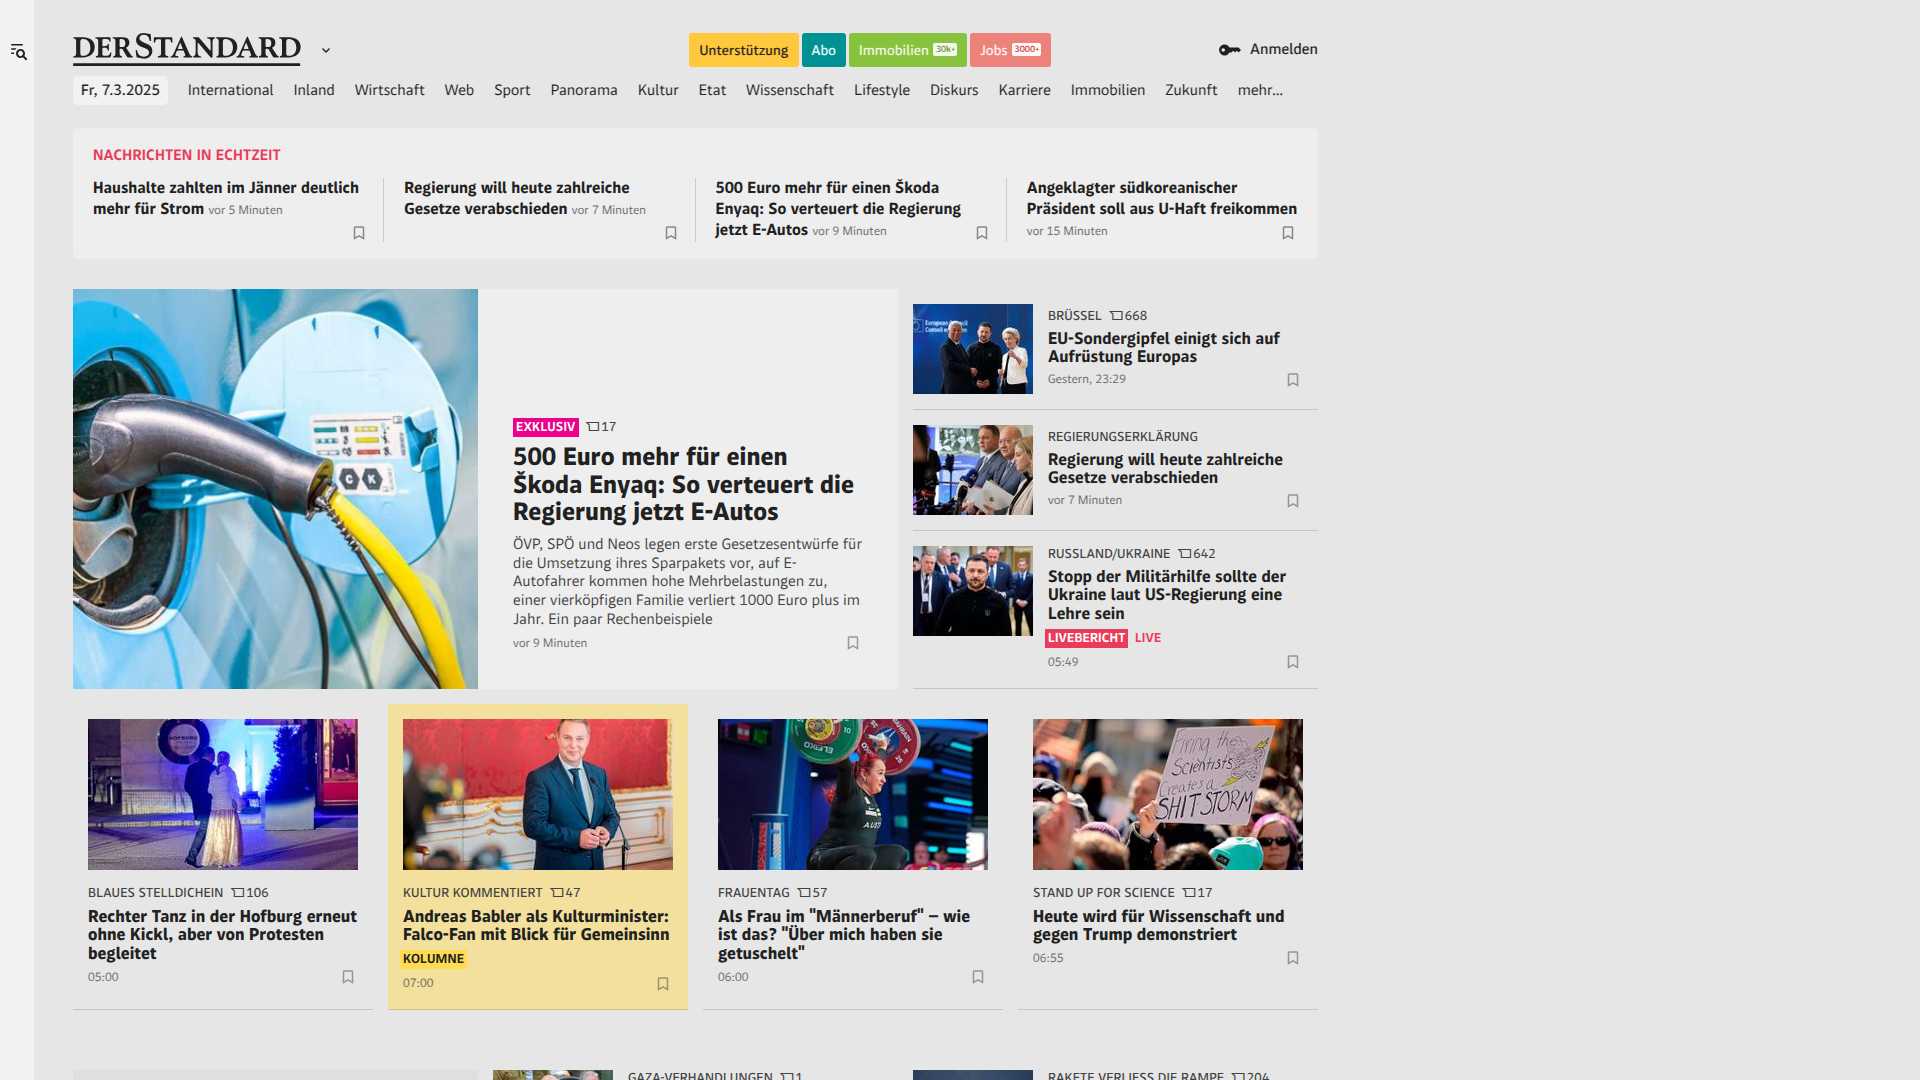 DERSTANDARD
Unterstützung
Abo
Immobilien 30k+
Jobs 3000+
Anmelden
Fr, 7.3.2025
International
Inland
Wirtschaft
Web
Sport
Panorama
Kultur
Etat
Wissenschaft
Lifestyle
Diskurs
Karriere
Immobilien
Zukunft
mehr...
NACHRICHTEN IN ECHTZEIT
Haushalte zahlten im Jänner deutlich
mehr für Strom vor 5 Minuten
Regierung will heute zahlreiche
Gesetze verabschieden vor 7 Minuten
500 Euro mehr für einen Škoda
Enyaq: So verteuert die Regierung
jetzt E-Autos vor 9 Minuten
Angeklagter südkoreanischer
Präsident soll aus U-Haft freikommen
vor 15 Minuten
C K
EXKLUSIV 17
500 Euro mehr für einen
Škoda Enyaq: So verteuert die
Regierung jetzt E-Autos
ÖVP, SPÖ und Neos legen erste Gesetzesentwürfe für
die Umsetzung ihres Sparpakets vor, auf E-
Autofahrer kommen hohe Mehrbelastungen zu,
einer vierköpfigen Familie verliert 1000 Euro plus im
Jahr. Ein paar Rechenbeispiele
vor 9 Minuten
European Council
BRÜSSEL 668
EU-Sondergipfel einigt sich auf
Aufrüstung Europas
Gestern, 23:29
REGIERUNGSERKLÄRUNG
Regierung will heute zahlreiche
Gesetze verabschieden
vor 7 Minuten
RUSSLAND/UKRAINE 642
Stopp der Militärhilfe sollte der
Ukraine laut US-Regierung eine
Lehre sein
LIVEBERICHT LIVE
05:49
HOFBURG
BLAUES STELLDICHEIN 106
Rechter Tanz in der Hofburg erneut
ohne Kickl, aber von Protesten
begleitet
05:00
KULTUR KOMMENTIERT 47
Andreas Babler als Kulturminister:
Falco-Fan mit Blick für Gemeinsinn
KOLUMNE
07:00
ELEIKO
FRAUENTAG 57
Als Frau im "Männerberuf" – wie
ist das? "Über mich haben sie
getuschelt"
06:00
Firing the
Scientists
Creates a
SHITSTORM
STAND UP FOR SCIENCE 17
Heute wird für Wissenschaft und
gegen Trump demonstriert
06:55
GAZA-VERHANDLUNGEN 1
RAKETE VERLIESS DIE RAMPE 204